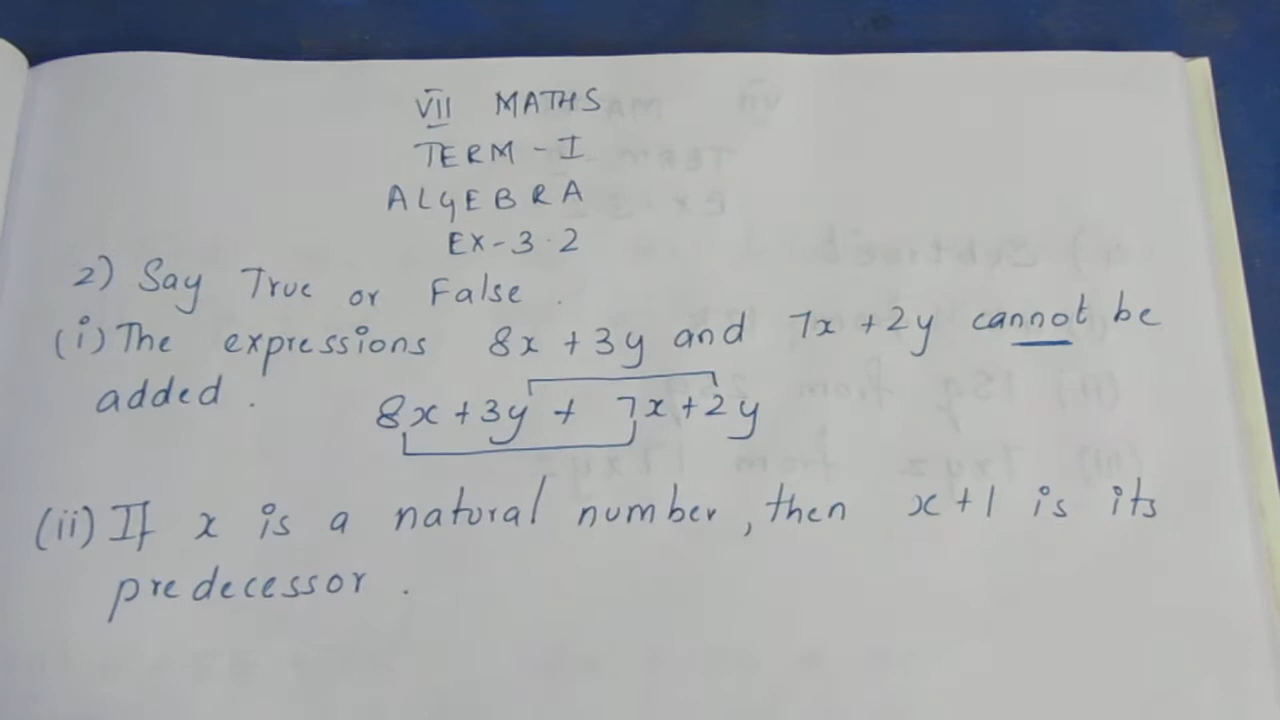 VII MATHS
TERM - I
ALGEBRA
EX-3.2
2) Say True or False.
(i) The expressions 8x + 3y and 7x + 2y cannot be
added.
8x + 3y + 7x + 2y
(ii) If x is a natural number, then x + 1 is its
predecessor.